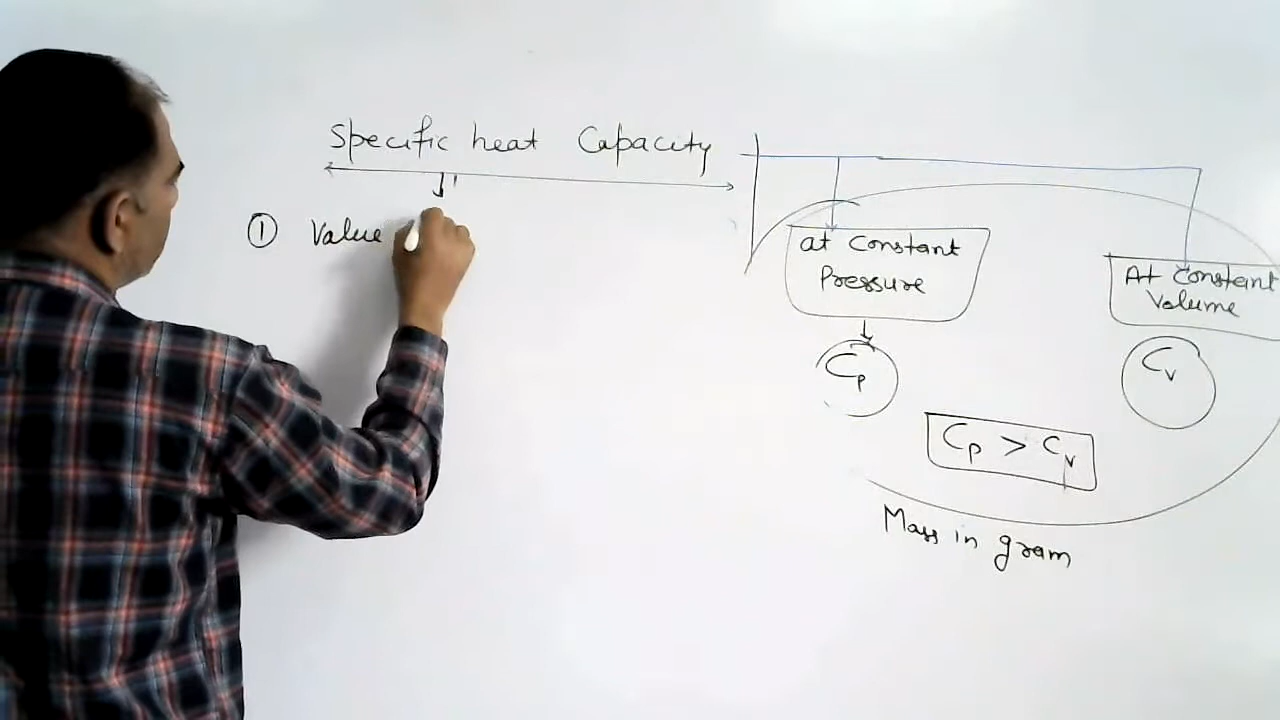 Specific heat Capacity
① Value
at Constant
Pressure
At Constant
Volume
Cp
Cv
Cp > Cv
Mass in gram